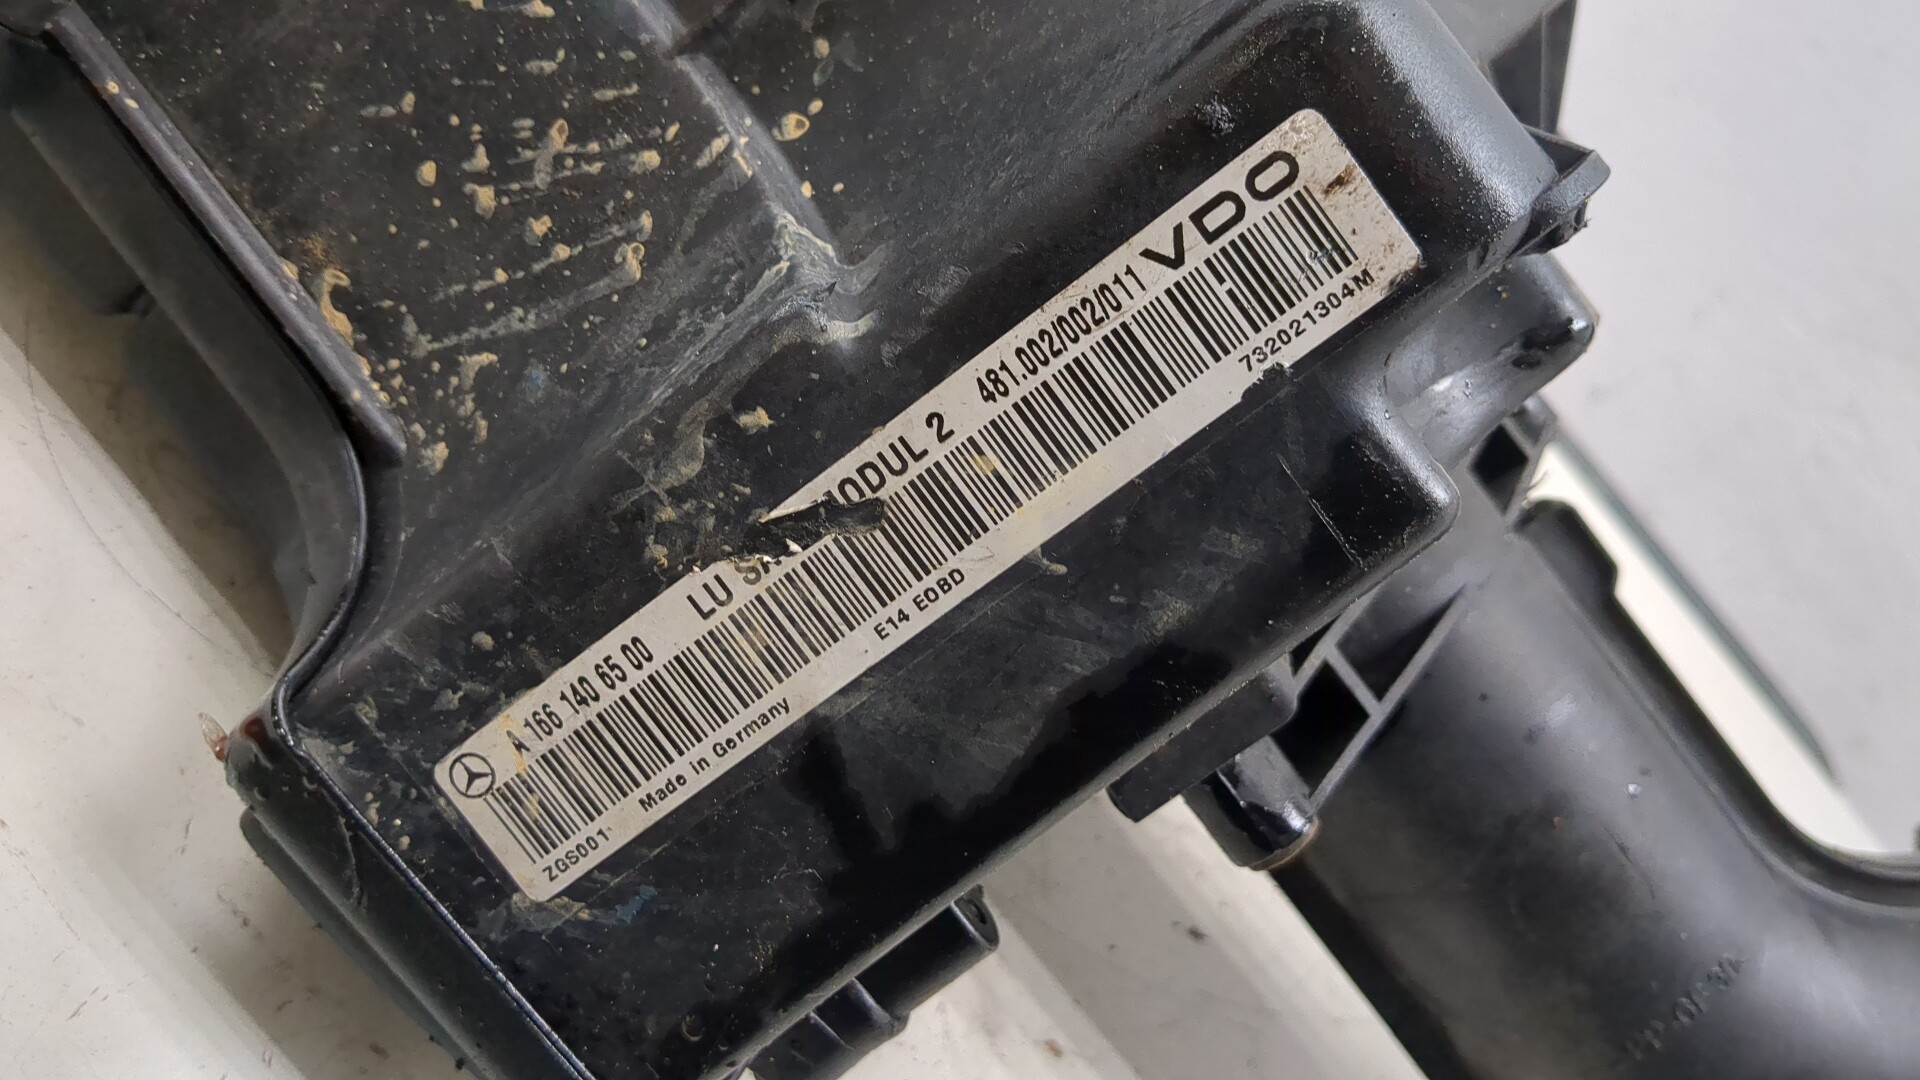 A 166 140 65 00 LU MODUL 2 481.002/002/011 VDO
ZGS001 Made in Germany E14 EOBD 732021304M